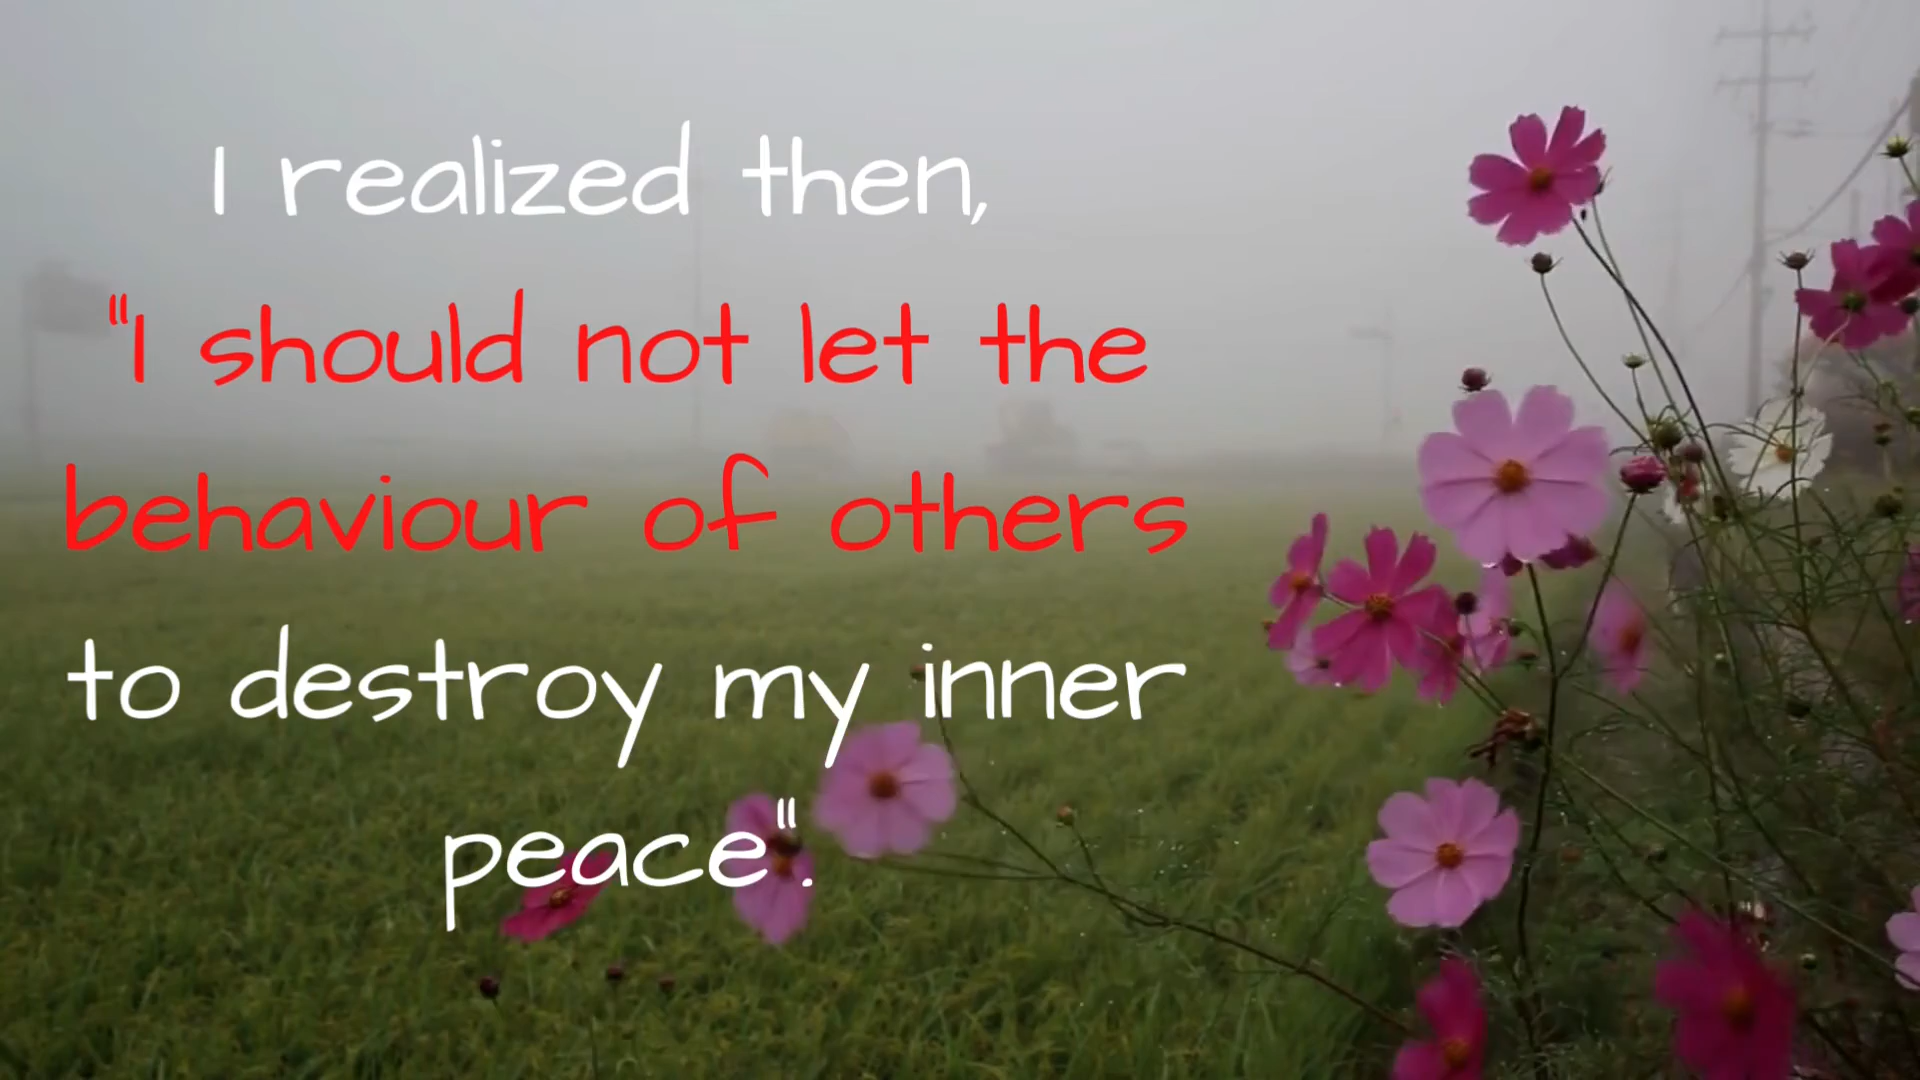 I realized then,
"I should not let the
behaviour of others
to destroy my inner
peace".